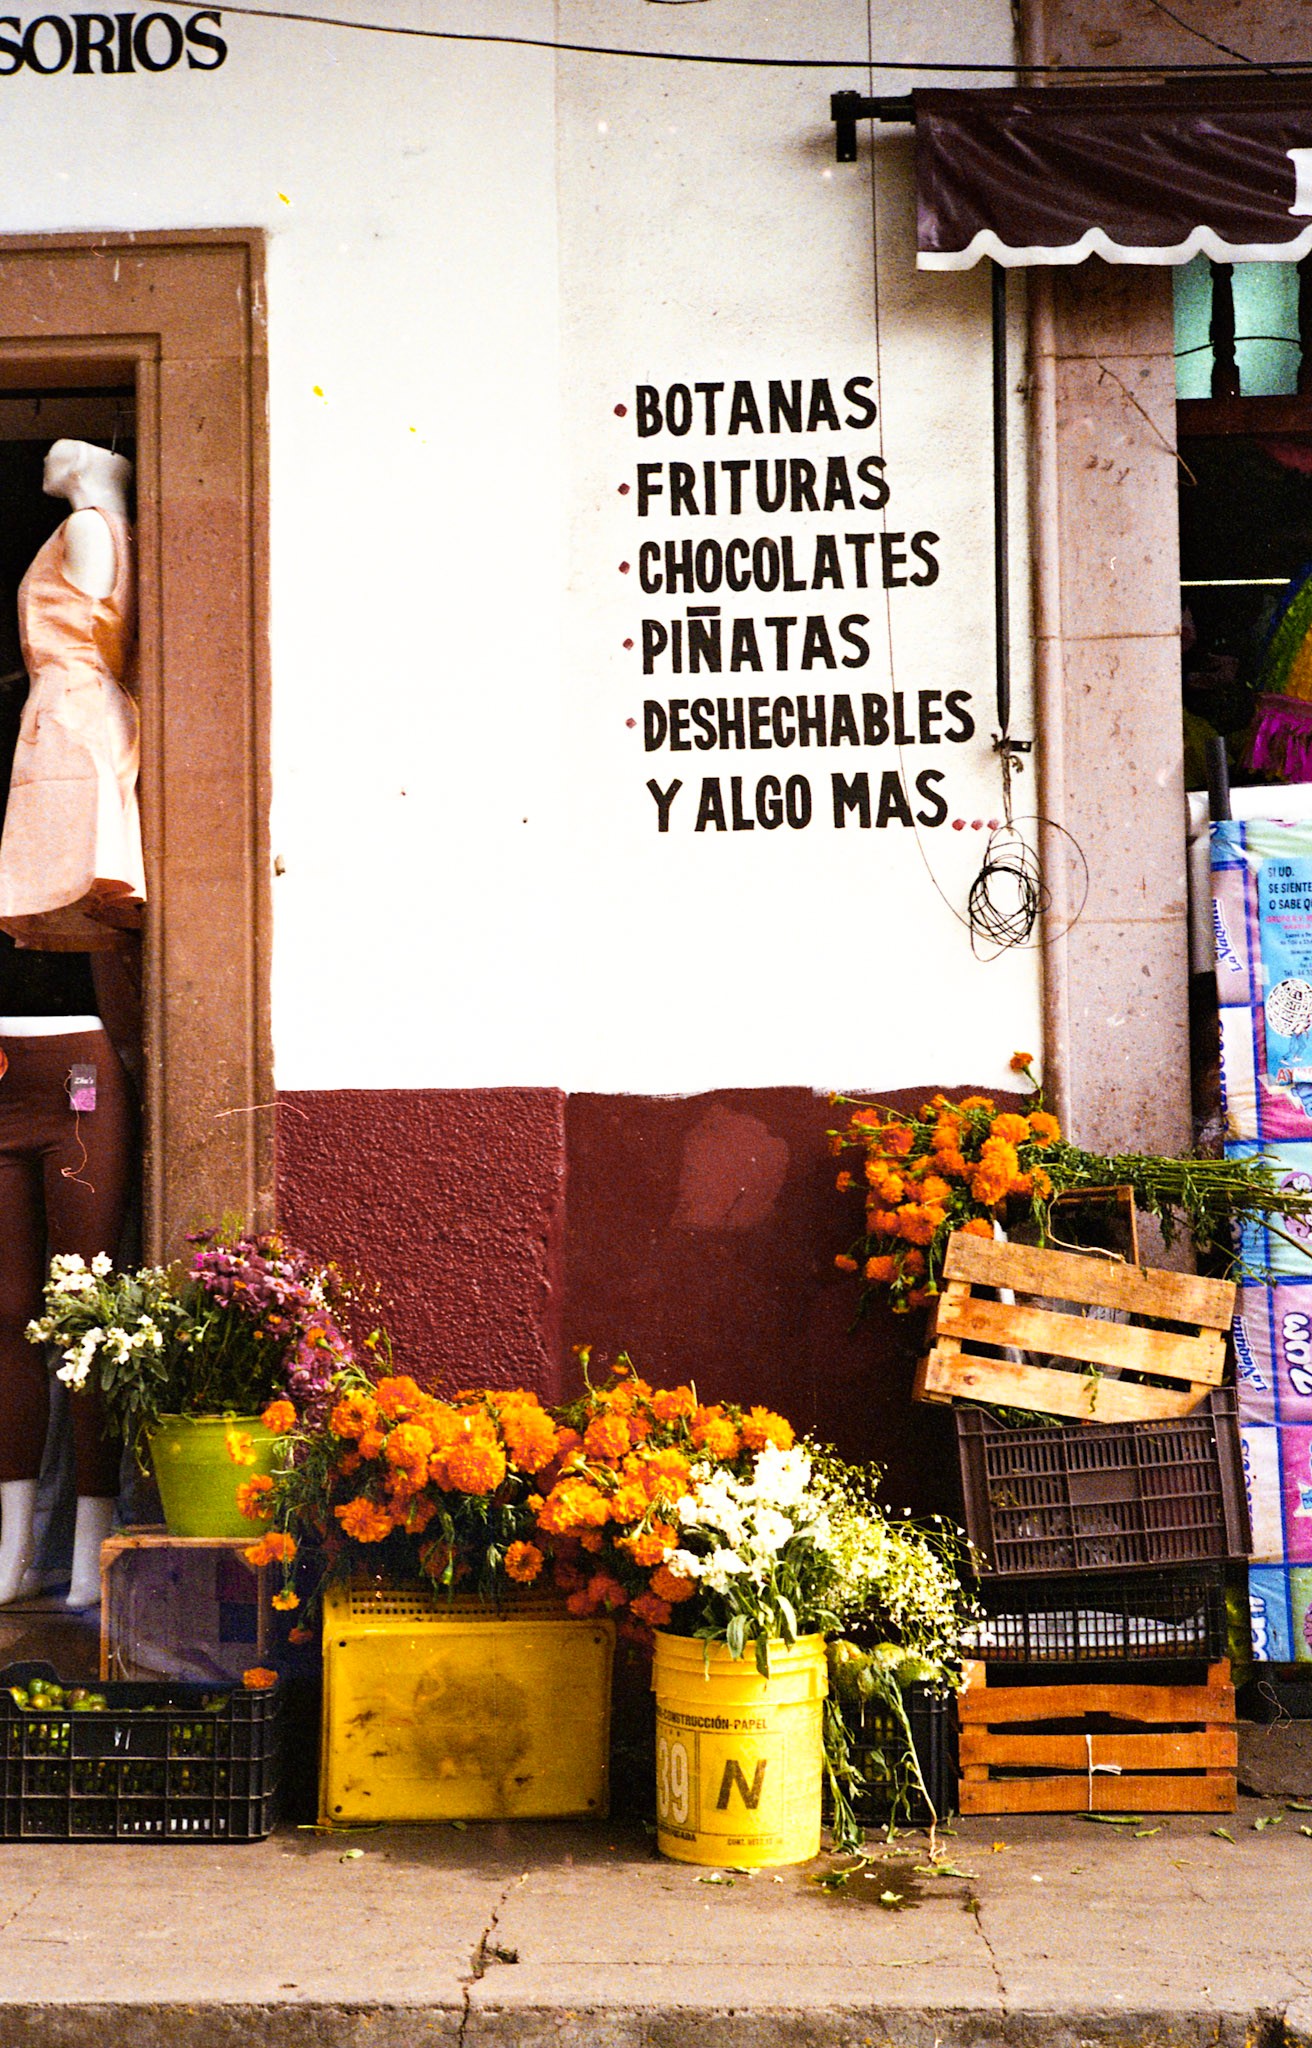 SORIOS
BOTANAS
FRITURAS
CHOCOLATES
PIÑATAS
DESHECHABLES
Y ALGO MAS...
SI UD.
SE SIENTE
O SABE
La Vaquita
La Vaquita
CONSTRUCCIÓN-PAPEL
39 N